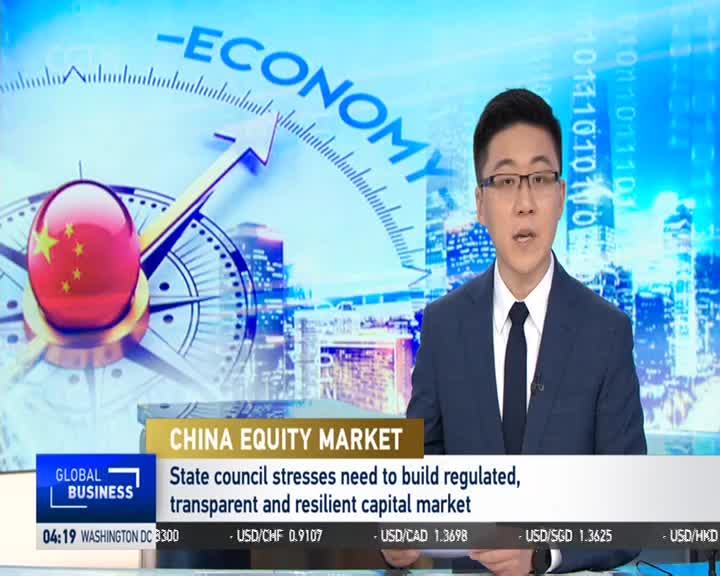 ECONOMY
CHINA EQUITY MARKET
State council stresses need to build regulated,
transparent and resilient capital market
GLOBAL
BUSINESS
04:19 WASHINGTON DC 3300 - USD/CHF 0.9107 - USD/CAD 1.3698 - USD/SGD 1.3625 - USD/HKD